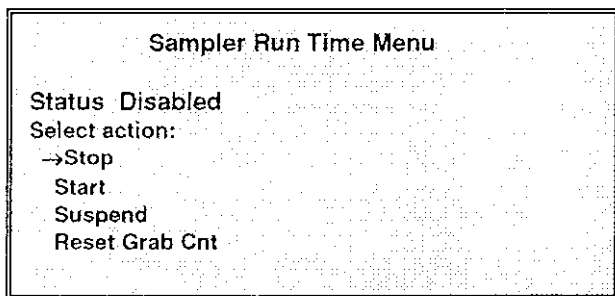 Sampler Run Time Menu
Status Disabled
Select action:
→Stop
Start
Suspend
Reset Grab Cnt